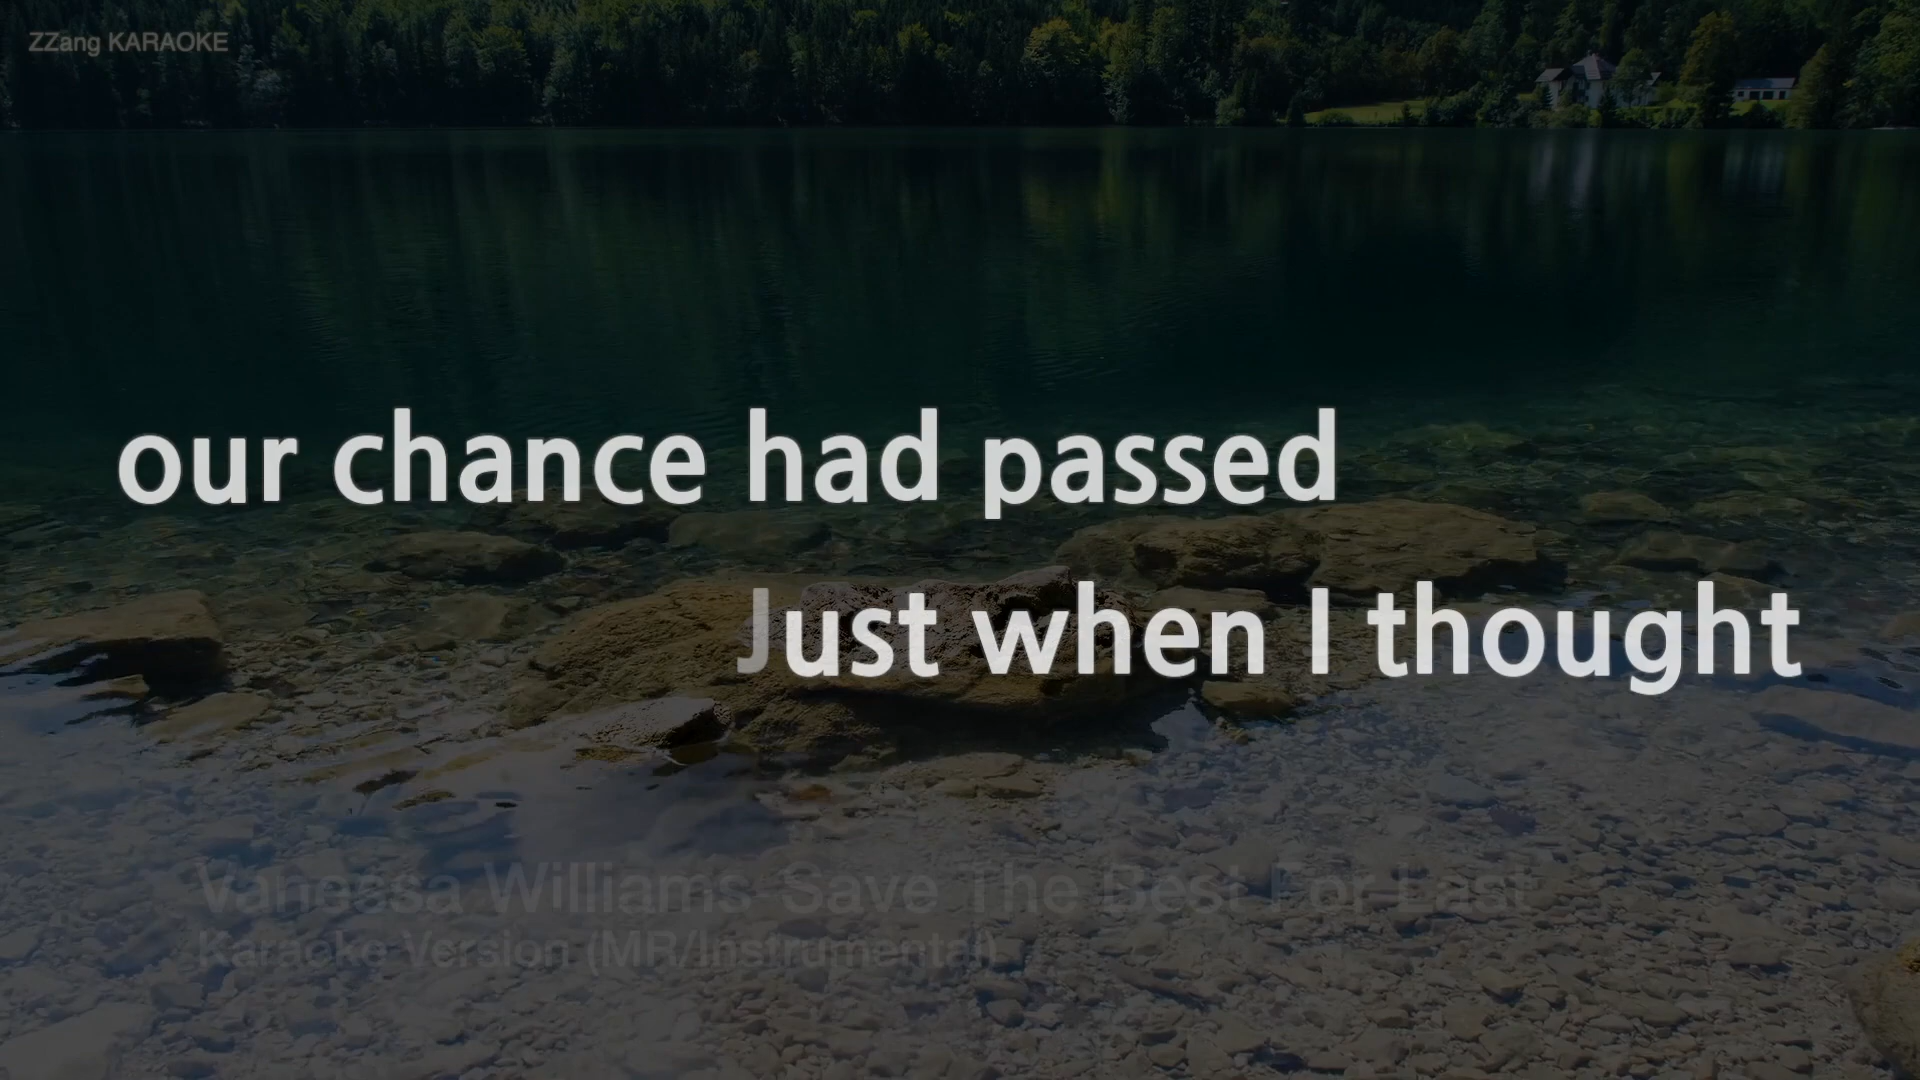 ZZang KARAOKE
our chance had passed
Just when I thought
Vanessa Williams-Save The Best For Last
Karaoke Version (MR/Instrumental)